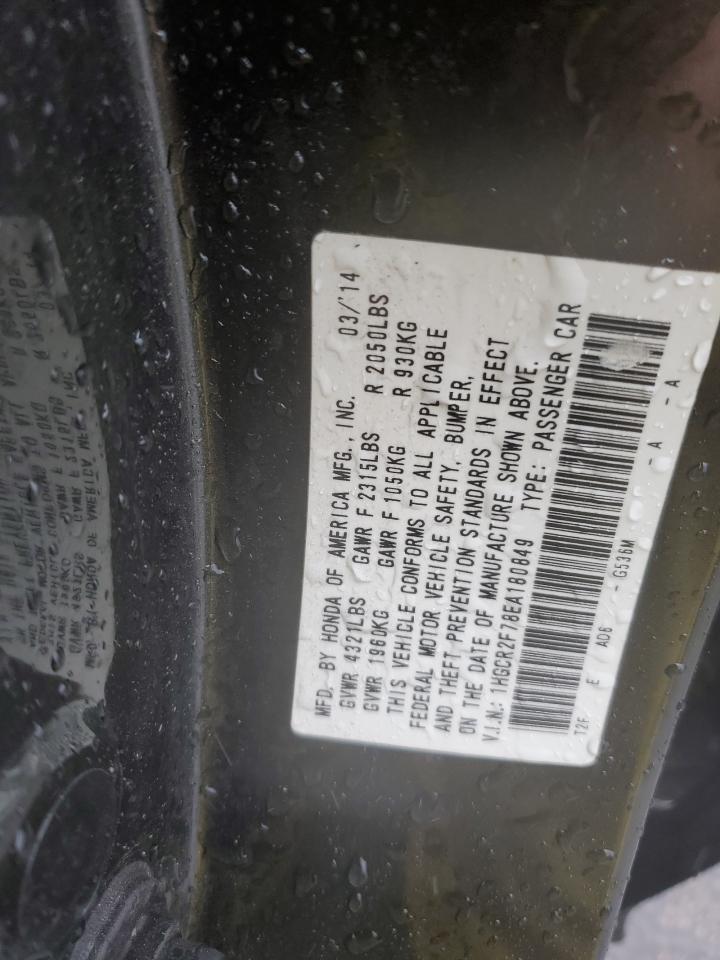 MFD. BY HONDA OF AMERICA MFG., INC. 03/'14
GVWR 4321LBS GAWR F 2315LBS R 2050LBS
GVWR 1960KG GAWR F 1050KG R 930KG
THIS VEHICLE CONFORMS TO ALL APPLICABLE
FEDERAL MOTOR VEHICLE SAFETY, BUMPER,
AND THEFT PREVENTION STANDARDS IN EFFECT
ON THE DATE OF MANUFACTURE SHOWN ABOVE.
V.I.N.: 1HGCR2F78EA180849 TYPE: PASSENGER CAR
T2F E AD6 - G536M - A - A